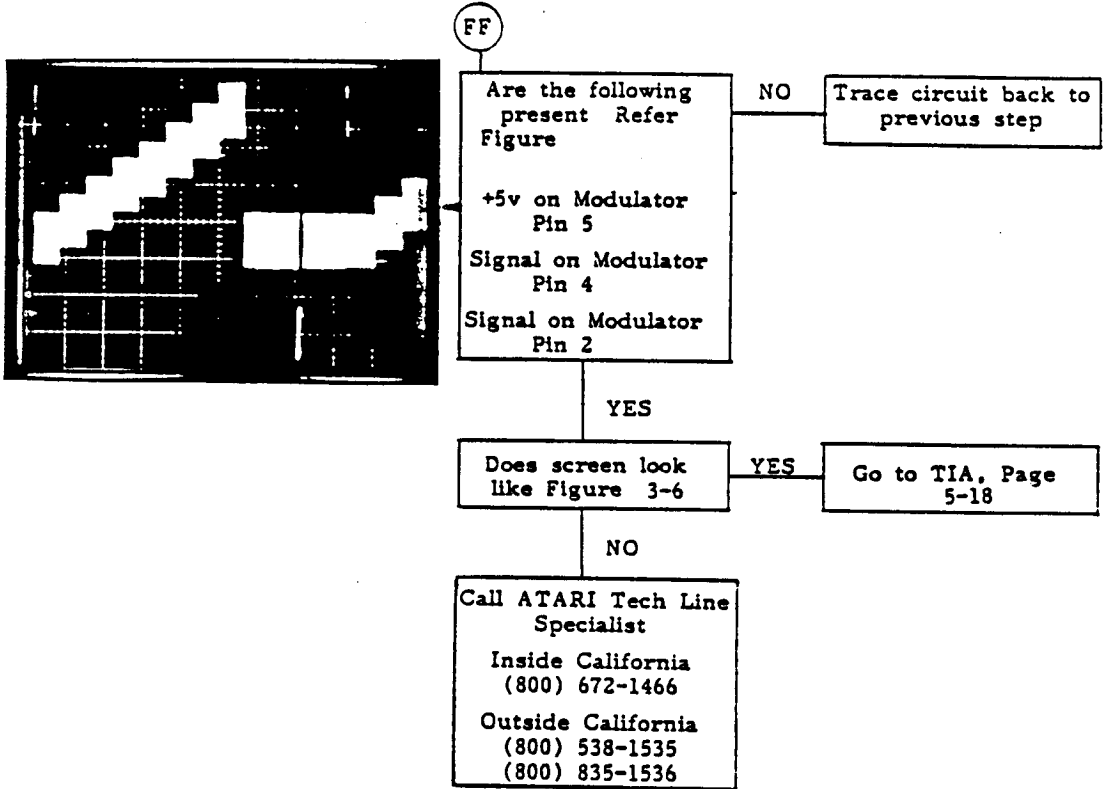 FF
Are the following
present Refer
Figure
+5v on Modulator
Pin 5
Signal on Modulator
Pin 4
Signal on Modulator
Pin 2
NO
Trace circuit back to
previous step
YES
Does screen look
like Figure 3-6
YES
Go to TIA, Page
5-18
NO
Call ATARI Tech Line
Specialist
Inside California
(800) 672-1466
Outside California
(800) 538-1535
(800) 835-1536